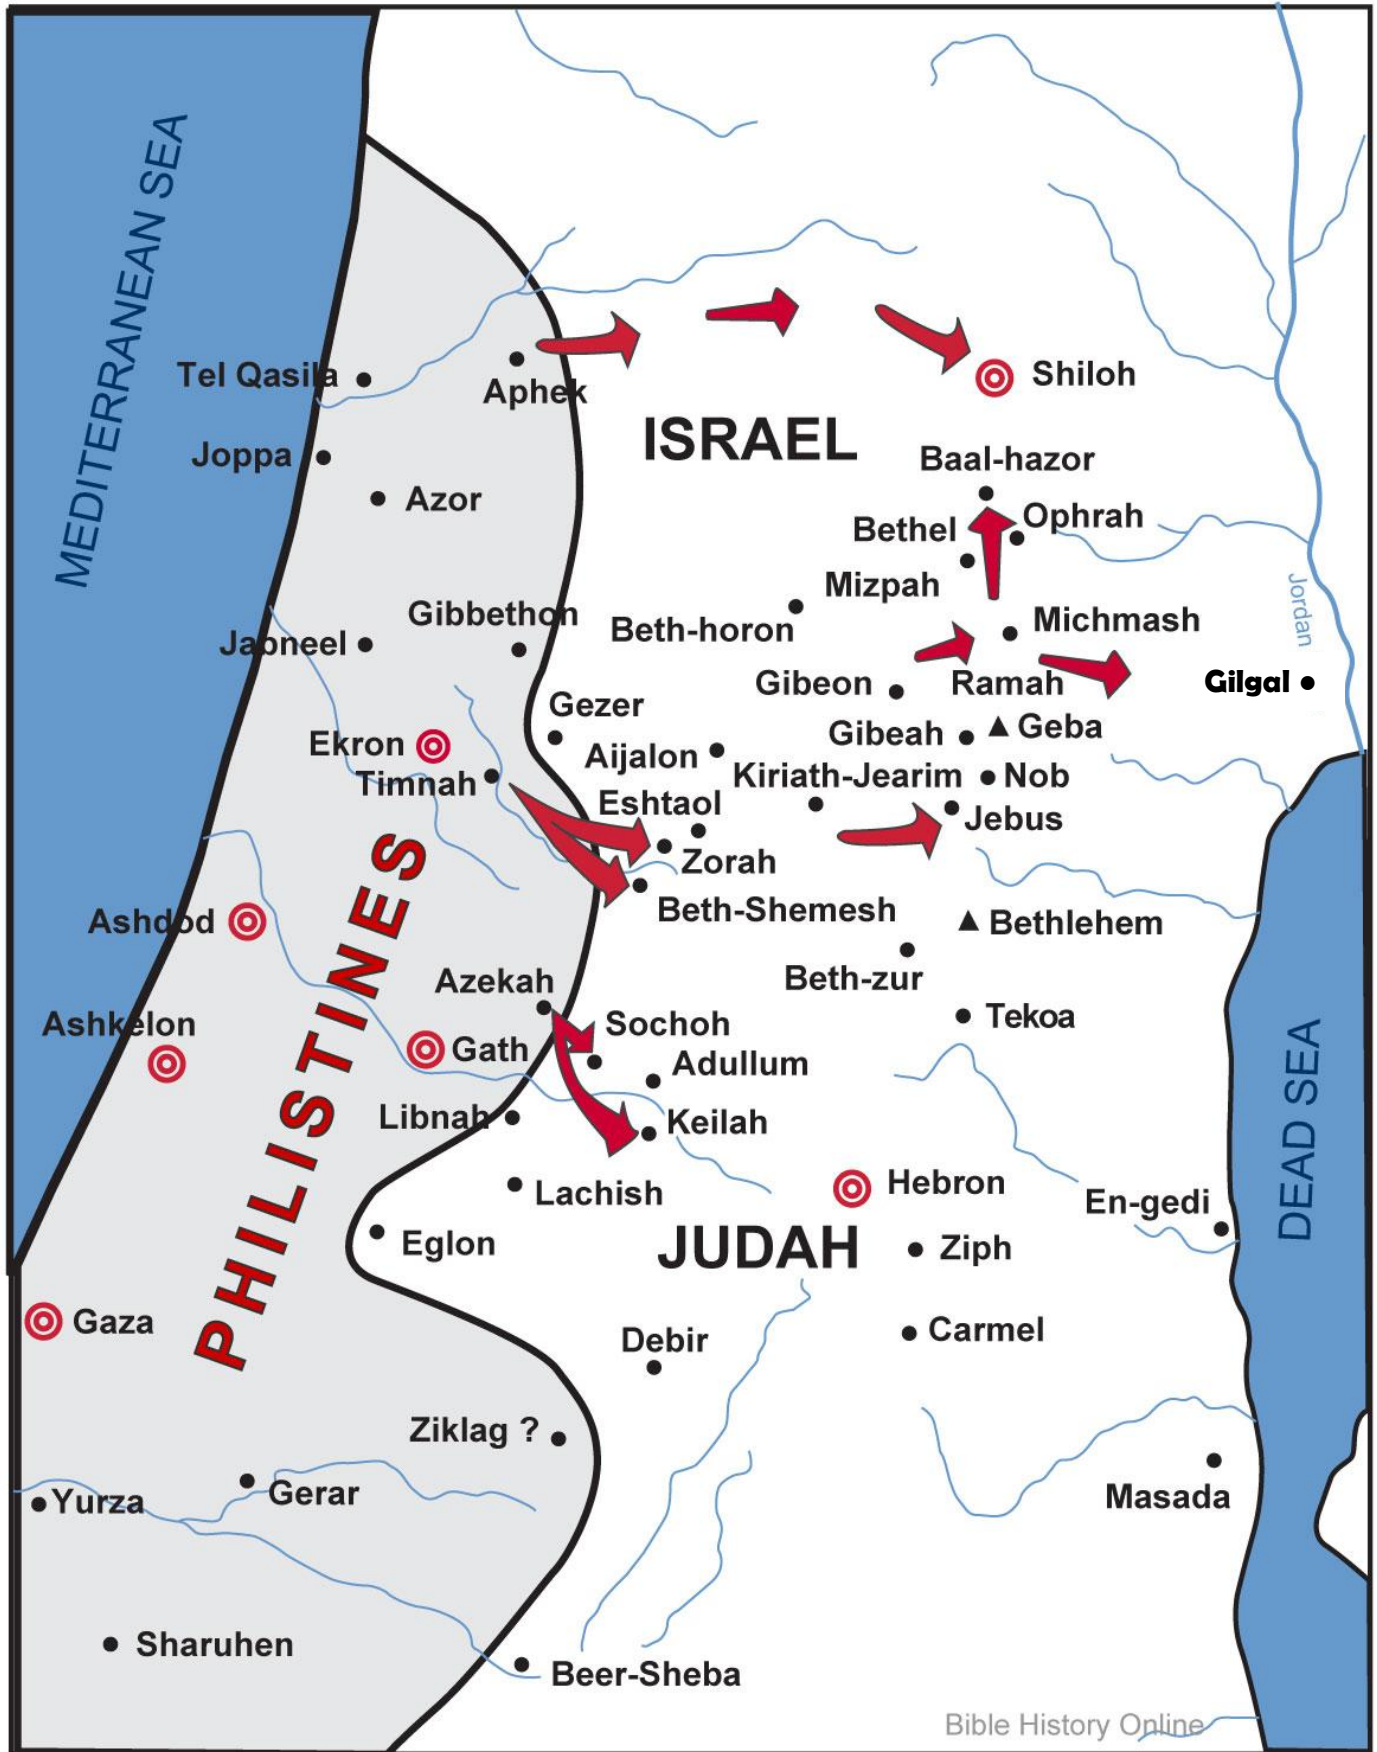 MEDITERRANEAN SEA
Tel Qasila
Aphek
Shiloh
ISRAEL
Joppa
Azor
Baal-hazor
Ophrah
Bethel
Mizpah
Gibbethon
Beth-horon
Michmash
Jordan
Jabneel
Gibeon
Ramah
Gilgal
Gezer
Gibeah
Geba
Ekron
Aijalon
Timnah
Kiriath-Jearim
Nob
Eshtaol
Jebus
Zorah
PHILISTINES
Beth-Shemesh
Ashdod
Bethlehem
Azekah
Beth-zur
Ashkelon
Sochoh
Tekoa
Gath
Adullum
Libnah
Keilah
DEAD SEA
Lachish
Hebron
En-gedi
Eglon
JUDAH
Ziph
Gaza
Debir
Carmel
Ziklag ?
Gerar
Yurza
Masada
Sharuhen
Beer-Sheba
Bible History Online